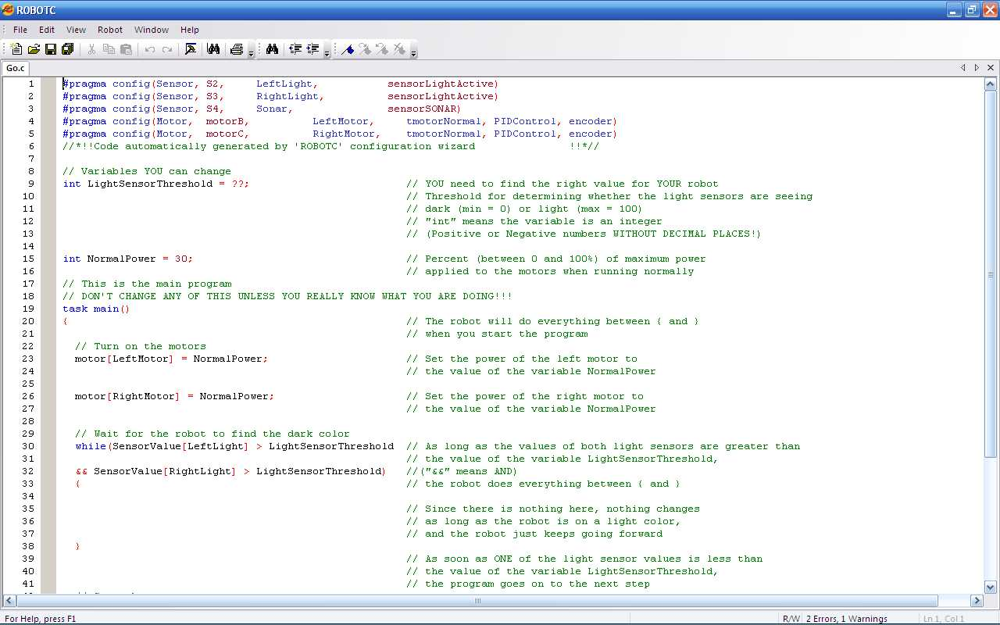 ROBOTC
File Edit View Robot Window Help
Go.c
1 #pragma config(Sensor, S2, LeftLight, sensorLightActive)
2 #pragma config(Sensor, S3, RightLight, sensorLightActive)
3 #pragma config(Sensor, S4, Sonar, sensorSONAR)
4 #pragma config(Motor, motorB, LeftMotor, tmotorNormal, PIDControl, encoder)
5 #pragma config(Motor, motorC, RightMotor, tmotorNormal, PIDControl, encoder)
6 //*!!Code automatically generated by 'ROBOTC' configuration wizard !!*//
7
8 // Variables YOU can change
9 int LightSensorThreshold = ??; // YOU need to find the right value for YOUR robot
10 // Threshold for determining whether the light sensors are seeing
11 // dark (min = 0) or light (max = 100)
12 // "int" means the variable is an integer
13 // (Positive or Negative numbers WITHOUT DECIMAL PLACES!)
14
15 int NormalPower = 30; // Percent (between 0 and 100%) of maximum power
16 // applied to the motors when running normally
17 // This is the main program
18 // DON'T CHANGE ANY OF THIS UNLESS YOU REALLY KNOW WHAT YOU ARE DOING!!!
19 task main()
20 { // The robot will do everything between { and }
21 // when you start the program
22 // Turn on the motors
23 motor[LeftMotor] = NormalPower; // Set the power of the left motor to
24 // the value of the variable NormalPower
25
26 motor[RightMotor] = NormalPower; // Set the power of the right motor to
27 // the value of the variable NormalPower
28
29 // Wait for the robot to find the dark color
30 while(SensorValue[LeftLight] > LightSensorThreshold // As long as the values of both light sensors are greater than
31 // the value of the variable LightSensorThreshold,
32 && SensorValue[RightLight] > LightSensorThreshold) //("&&" means AND)
33 { // the robot does everything between { and }
34
35 // Since there is nothing here, nothing changes
36 // as long as the robot is on a light color,
37 // and the robot just keeps going forward
38 }
39 // As soon as ONE of the light sensor values is less than
40 // the value of the variable LightSensorThreshold,
41 // the program goes on to the next step
For Help, press F1 R/W 2 Errors, 1 Warnings Ln 1, Col 1